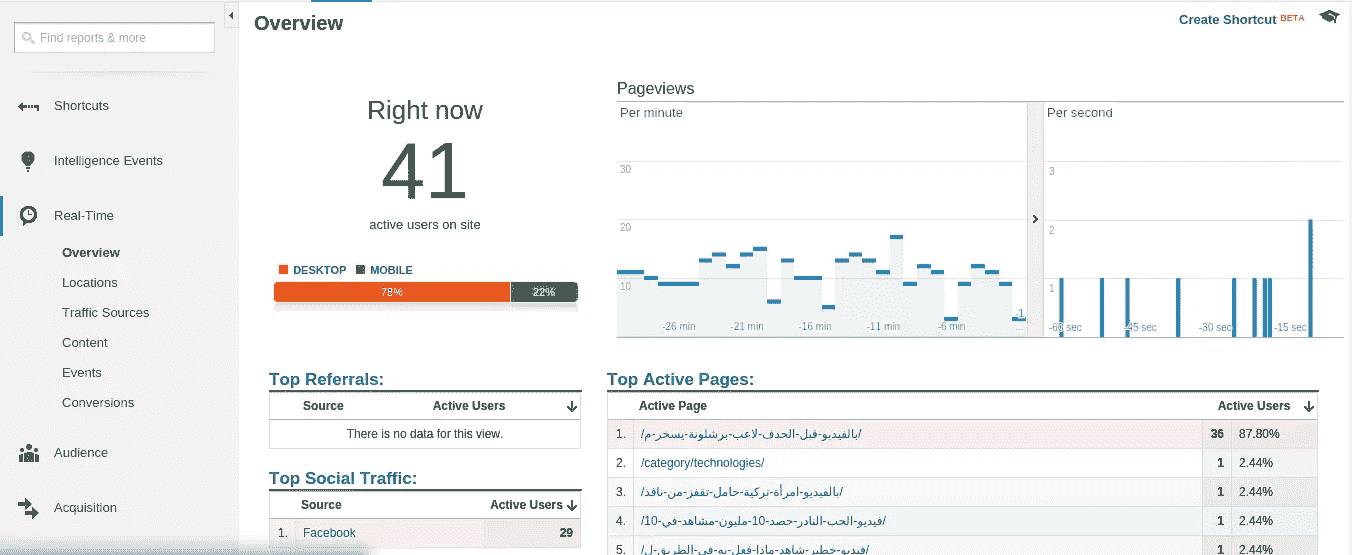 Overview
Create Shortcut BETA
Find reports & more
Shortcuts
Intelligence Events
Real-Time
Overview
Locations
Traffic Sources
Content
Events
Conversions
Audience
Acquisition
Right now
41
active users on site
DESKTOP MOBILE
78% 22%
Pageviews
Per minute
30
20
10
-26 min -21 min -16 min -11 min -6 min -1
...
Per second
3
2
1
-60 sec -45 sec -30 sec -15 sec
Top Referrals:
Source Active Users
There is no data for this view.
Top Social Traffic:
Source Active Users
1. Facebook 29
Top Active Pages:
Active Page Active Users
1. /بالفيديو-قبل-الحدف-لاعب-برشلونة-يسخر-م/ 36 87.80%
2. /category/technologies/ 1 2.44%
3. /بالفيديو-امرأة-تركية-حامل-تقفز-من-نافذ/ 1 2.44%
4. /فيديو-الحب-النادر-حصد-10-مليون-مشاهد-في-10/ 1 2.44%
5. /فيديو-خطير-شاهد-ماذا-فعل-به-في-الطريق-ل/ 1 2.44%